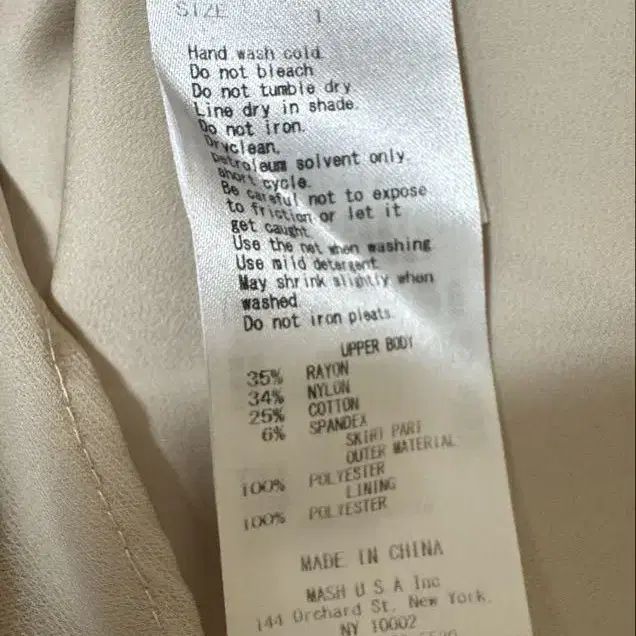 SIZE 1
Hand wash cold.
Do not bleach
Do not tumble dry
Line dry in shade.
Do not iron.
Dryclean,
petroleum solvent only.
short cycle.
Be careful not to expose
to friction or let it
get caught.
Use the net when washing
Use mild detergent
May shrink slightly when
washed
Do not iron pleats.
UPPER BODY
35% RAYON
34% NYLON
25% COTTON
6% SPANDEX
SKIRT PART
OUTER MATERIAL
100% POLYESTER
LINING
100% POLYESTER
MADE IN CHINA
MASH U S A Inc
144 Orchard St. New York.
NY 10002